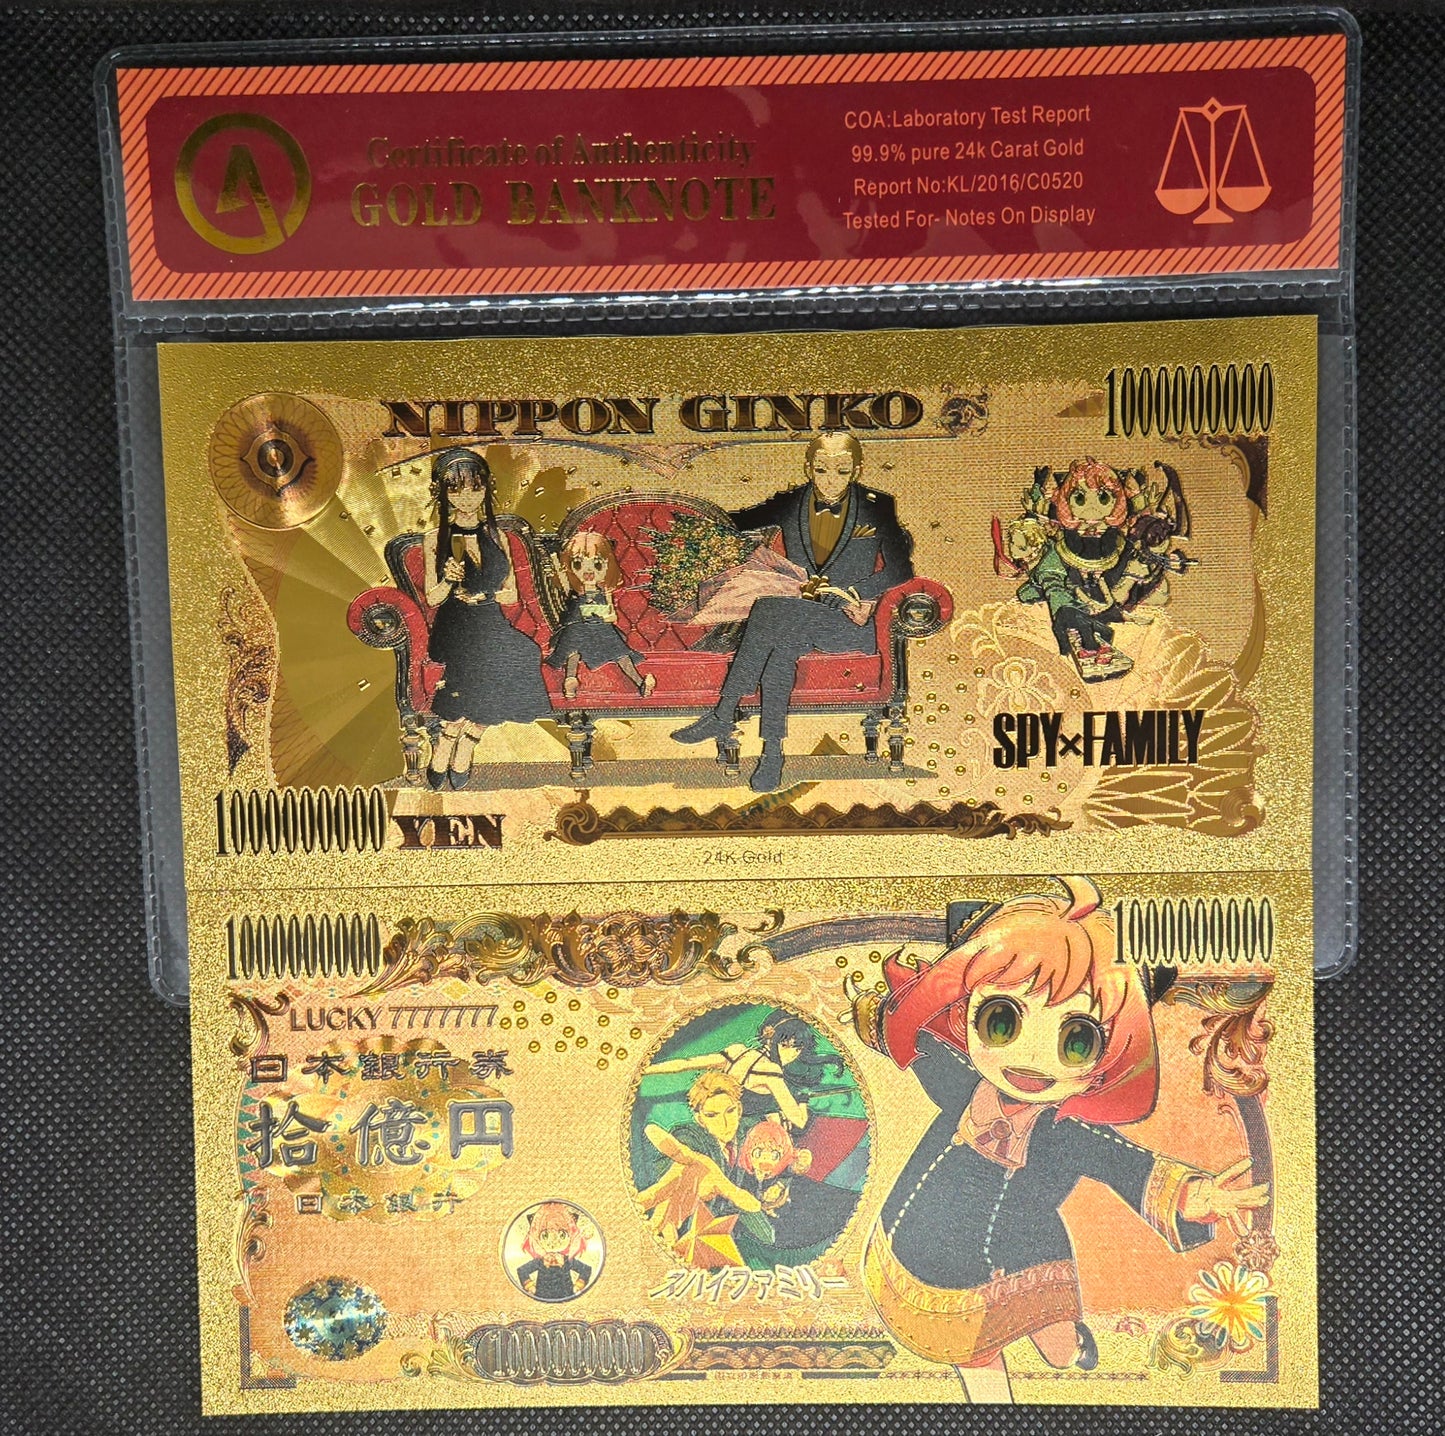 Certificate of Authenticity
GOLD BANKNOTE
COA:Laboratory Test Report
99.9% pure 24k Carat Gold
Report No:KL/2016/C0520
Tested For- Notes On Display
NIPPON GINKO
1000000000
SPY×FAMILY
1000000000 YEN
24K Gold
1000000000
1000000000
LUCKY 7777777
日本銀行券
拾億円
日本銀行
スパイファミリー
1000000000